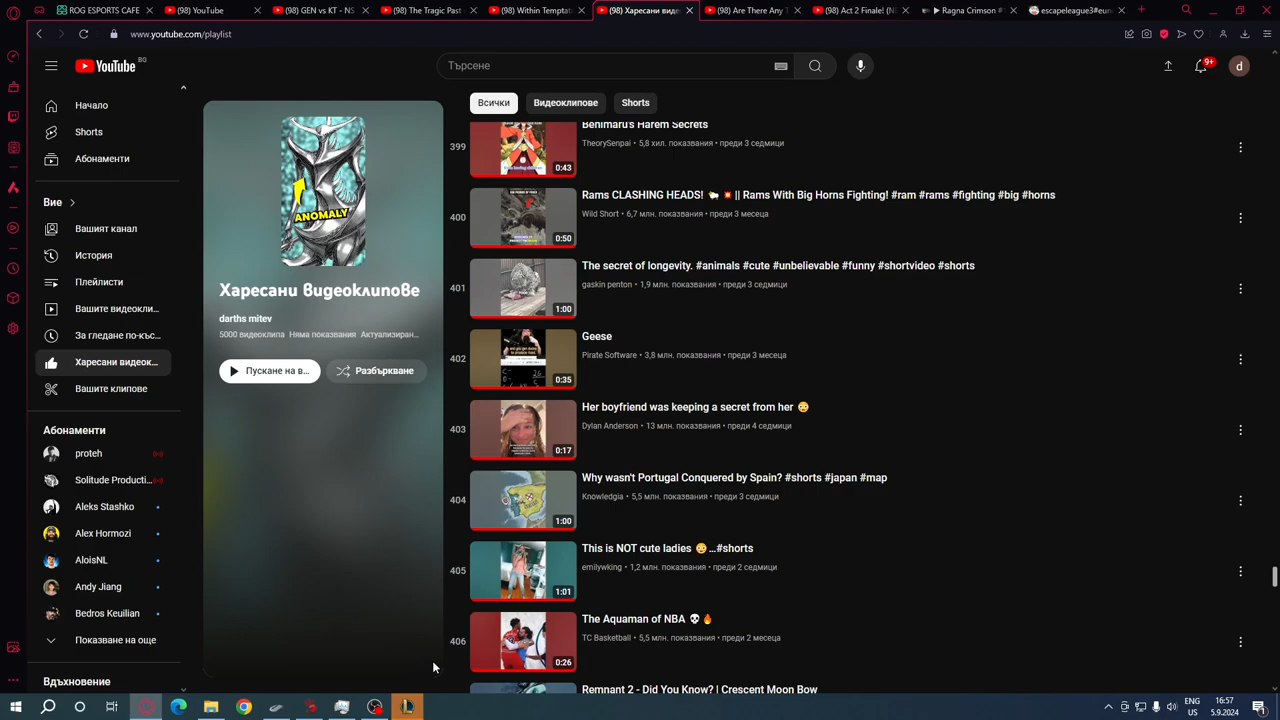 ROG ESPORTS CAFE
(98) YouTube
(98) YouTube
(98) GEN vs KT - NS
(98) The Tragic Past
(98) Within Temptat
(98) Харесани видео
(98) Are There Any T
(98) Act 2 Finale! (NE
Ragna Crimson #
escapeleague3#eun
www.youtube.com/playlist
YouTube BG
Търсене
9+
d
Начало
Shorts
Абонаменти
Вие
Вашият канал
История
Плейлисти
Вашите видеокли...
За гледане по-къс...
Харесани видеок...
Вашите клипове
Абонаменти
prod.sh
Solitude Producti...
Aleks Stashko
Alex Hormozi
AloisNL
Andy Jiang
Bedros Keuilian
Показване на още
Вдъхновение
ANOMALY
Харесани видеоклипове
darths mitev
5000 видеоклипа Няма показвания Актуализиран...
Пускане на в...
Разбъркване
Всички
Видеоклипове
Shorts
399
0:43
Benimaru's Harem Secrets
TheorySenpai • 5,8 хил. показвания • преди 3 седмици
400
0:50
Rams CLASHING HEADS! 🐏 💥 || Rams With Big Horns Fighting! #ram #rams #fighting #big #horns
Wild Short • 6,7 млн. показвания • преди 3 месеца
401
1:00
The secret of longevity. #animals #cute #unbelievable #funny #shortvideo #shorts
gaskin penton • 1,9 млн. показвания • преди 3 седмици
402
0:35
Geese
Pirate Software • 3,8 млн. показвания • преди 3 месеца
403
0:17
Her boyfriend was keeping a secret from her 😳
Dylan Anderson • 13 млн. показвания • преди 4 седмици
404
1:00
Why wasn't Portugal Conquered by Spain? #shorts #japan #map
Knowledgia • 5,5 млн. показвания • преди 3 седмици
405
1:01
This is NOT cute ladies 😳...#shorts
emilywking • 1,2 млн. показвания • преди 2 седмици
406
0:26
The Aquaman of NBA 💀🔥
TC Basketball • 5,5 млн. показвания • преди 2 месеца
Remnant 2 - Did You Know? | Crescent Moon Bow
ENG
US
16:57
5.9.2024